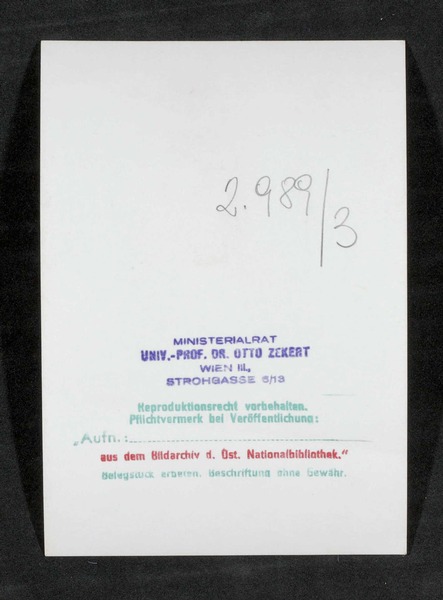 2.989/3
MINISTERIALRAT
UNIV.-PROF. DR. OTTO ZEKERT
WIEN III.,
STROHGASSE 6/13
Reproduktionsrecht vorbehalten.
Pflichtvermerk bei Veröffentlichung:
„Aufn.:
aus dem Bildarchiv d. Öst. Nationalbibliothek.“
Belegstück erbeten. Beschriftung ohne Gewähr.